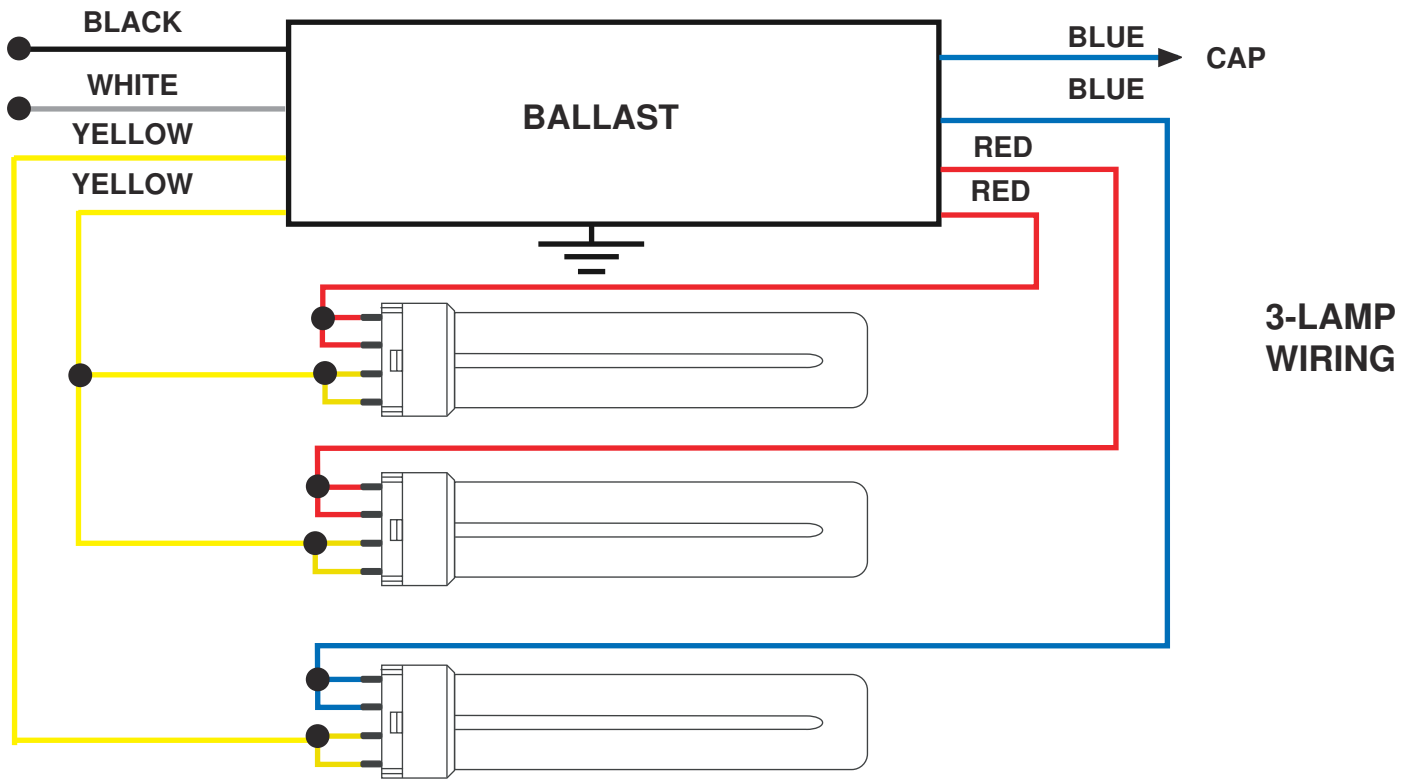 BLACK
WHITE
YELLOW
YELLOW
BALLAST
BLUE
CAP
BLUE
RED
RED
3-LAMP
WIRING